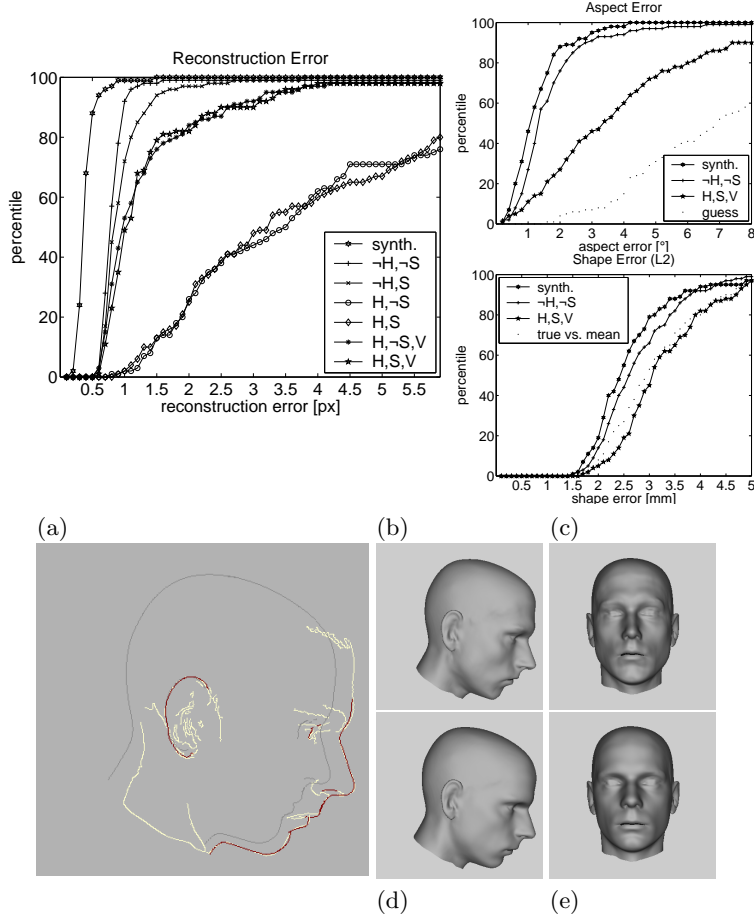 Reconstruction Error
100
80
60
40
20
0
percentile
0.5 1 1.5 2 2.5 3 3.5 4 4.5 5 5.5
reconstruction error [px]
synth.
¬H,¬S
¬H,S
H,¬S
H,S
H,¬S,V
H,S,V
Aspect Error
100
80
60
40
20
0
percentile
1 2 3 4 5 6 7 8
aspect error [°]
synth.
¬H,¬S
H,S,V
guess
Shape Error (L2)
100
80
60
40
20
0
percentile
0.5 1 1.5 2 2.5 3 3.5 4 4.5 5
shape error [mm]
synth.
¬H,¬S
H,S,V
true vs. mean
(a) (b) (c)
(d) (e)